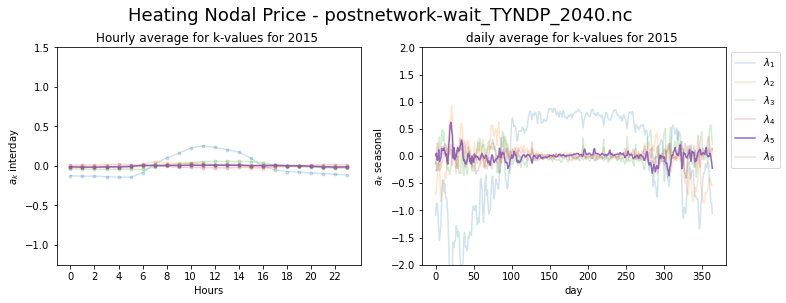 Heating Nodal Price - postnetwork-wait_TYNDP_2040.nc
Hourly average for k-values for 2015
1.5
1.0
0.5
0.0
−0.5
−1.0
a_k interday
0 2 4 6 8 10 12 14 16 18 20 22
Hours
daily average for k-values for 2015
2.0
1.5
1.0
0.5
0.0
−0.5
−1.0
−1.5
−2.0
a_k seasonal
0 50 100 150 200 250 300 350
day
λ₁
λ₂
λ₃
λ₄
λ₅
λ₆